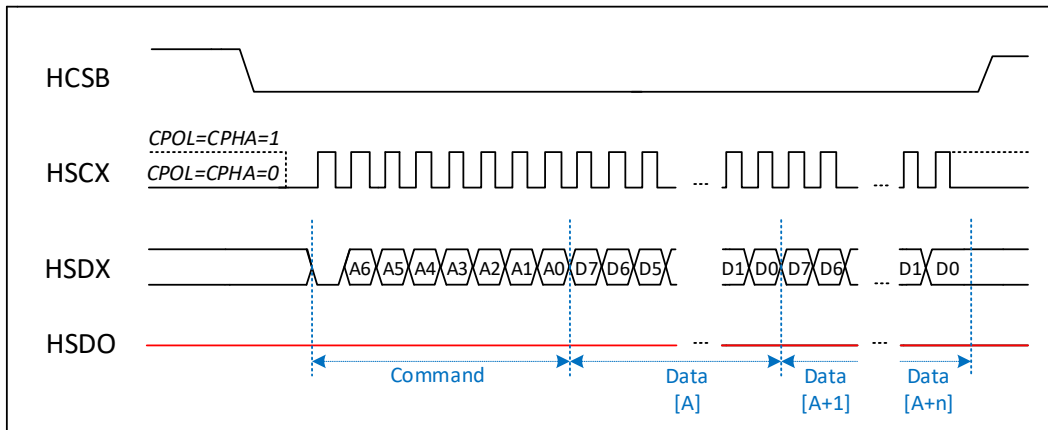 HCSB
CPOL=CPHA=1
HSCX
CPOL=CPHA=0
... ...
HSDX
A6 A5 A4 A3 A2 A1 A0 D7 D6 D5 D1 D0 D7 D6 D1 D0
... ...
HSDO
... ...
Command Data Data Data
[A] [A+1] [A+n]